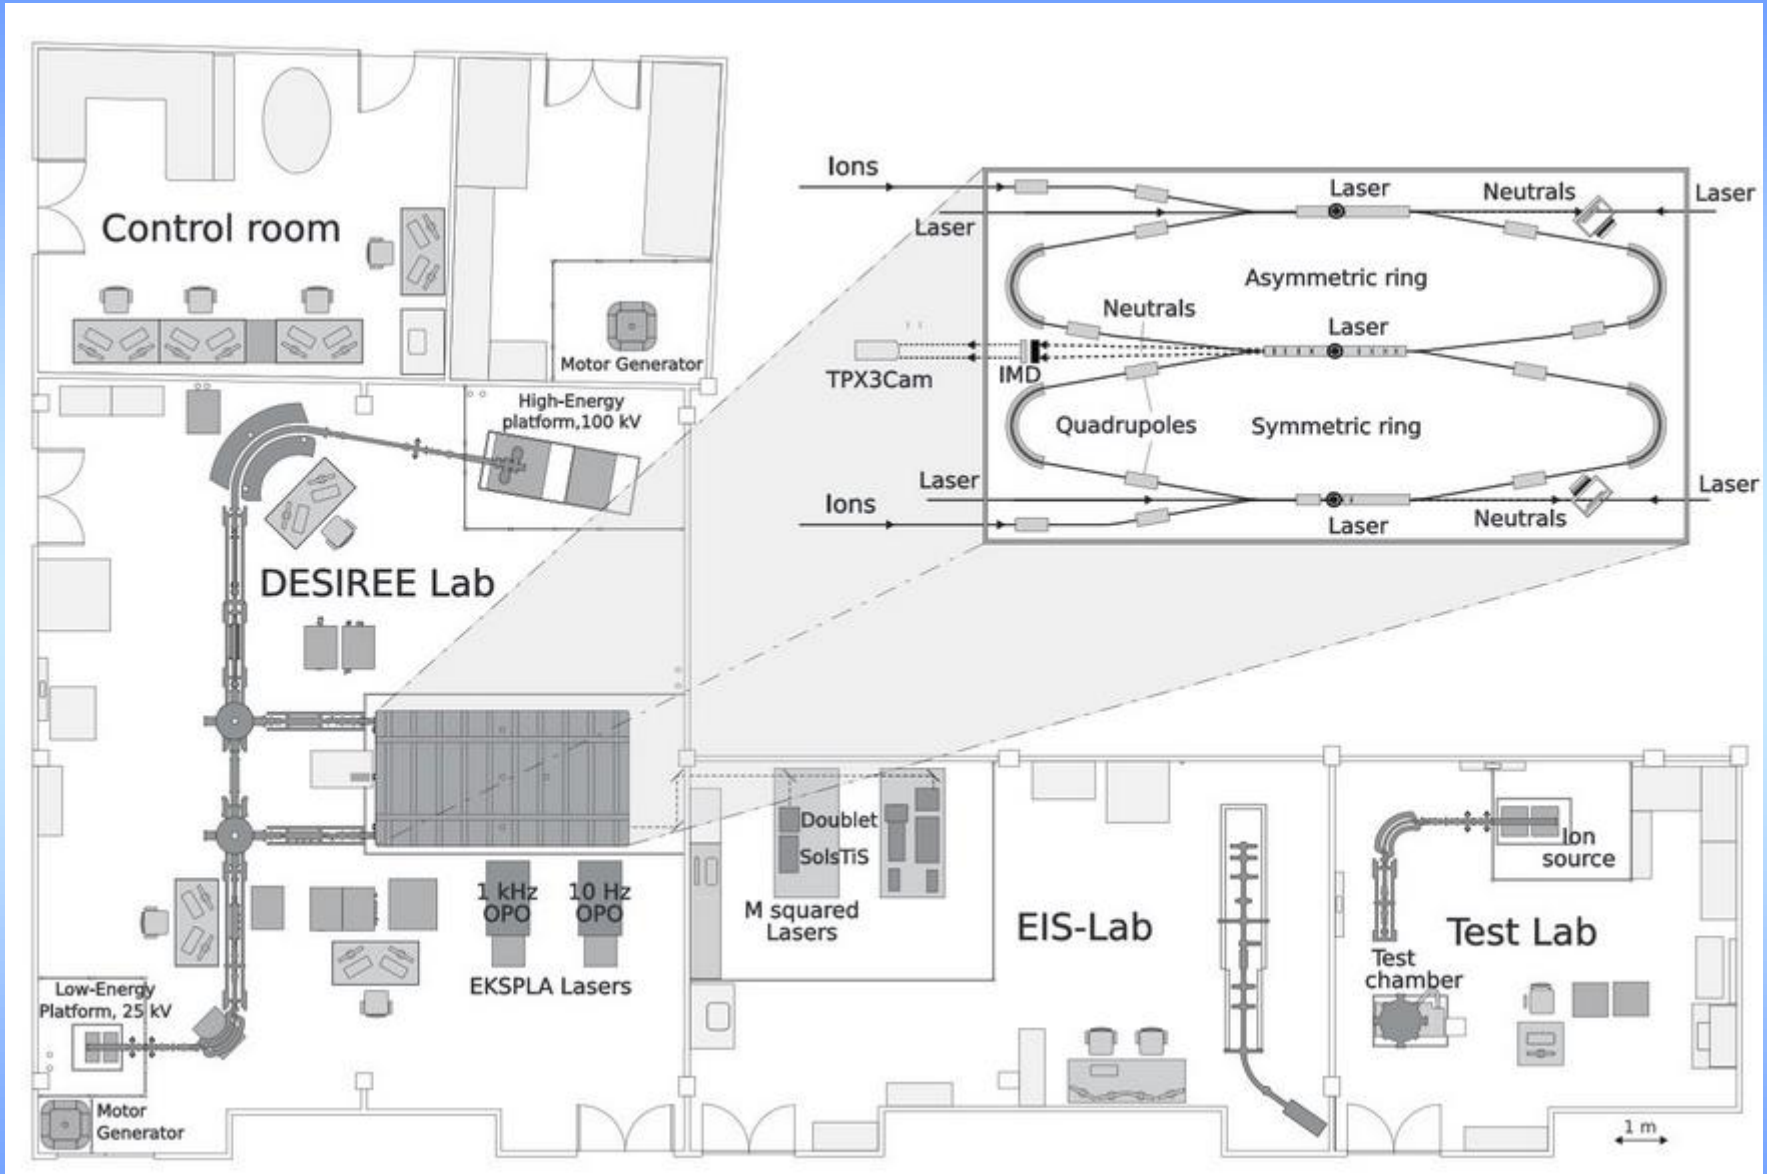 Control room
Motor Generator
High-Energy
platform,100 kV
DESIREE Lab
1 kHz
OPO
10 Hz
OPO
EKSPLA Lasers
Low-Energy
Platform, 25 kV
Motor
Generator
Ions
Laser
Laser
Neutrals
Laser
Asymmetric ring
Neutrals
Laser
TPX3Cam
IMD
Quadrupoles
Symmetric ring
Laser
Ions
Laser
Neutrals
Laser
Doublet
SolsTiS
M squared
Lasers
EIS-Lab
Ion
source
Test Lab
Test
chamber
1 m